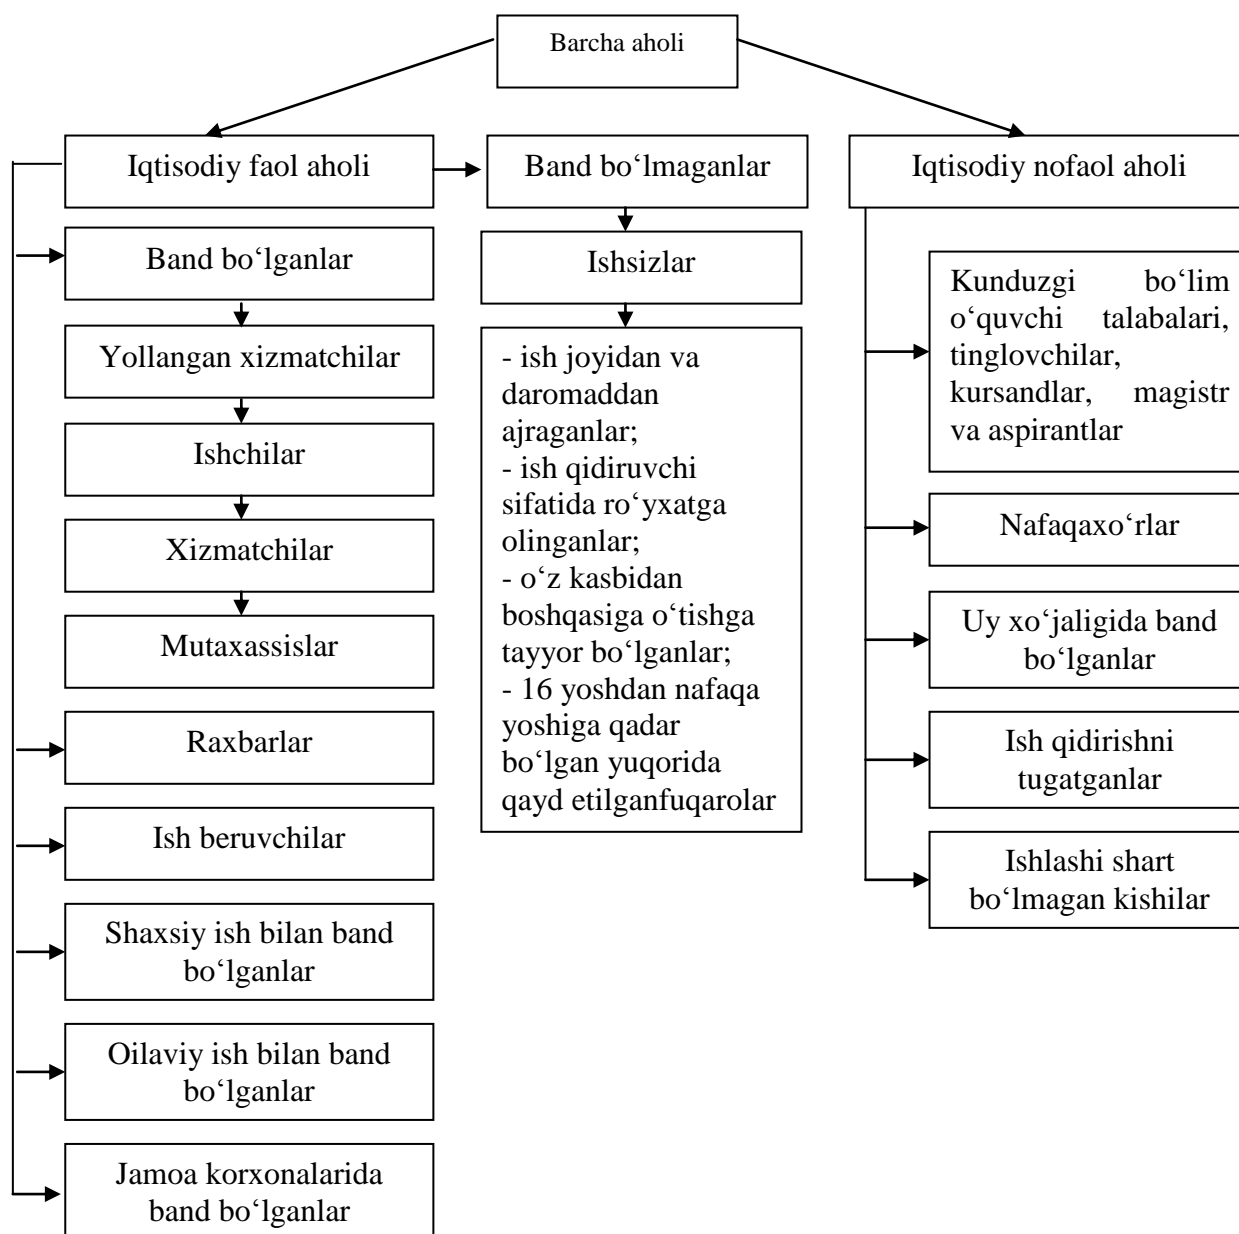 Barcha aholi
Iqtisodiy faol aholi
Band bo‘lganlar
Yollangan xizmatchilar
Ishchilar
Xizmatchilar
Mutaxassislar
Raxbarlar
Ish beruvchilar
Shaxsiy ish bilan band
bo‘lganlar
Oilaviy ish bilan band
bo‘lganlar
Jamoa korxonalarida
band bo‘lganlar
Band bo‘lmaganlar
Ishsizlar
- ish joyidan va
daromaddan
ajraganlar;
- ish qidiruvchi
sifatida ro‘yxatga
olinganlar;
- o‘z kasbidan
boshqasiga o‘tishga
tayyor bo‘lganlar;
- 16 yoshdan nafaqa
yoshiga qadar
bo‘lgan yuqorida
qayd etilganfuqarolar
Iqtisodiy nofaol aholi
Kunduzgi bo‘lim
o‘quvchi talabalari,
tinglovchilar,
kursandlar, magistr
va aspirantlar
Nafaqaxo‘rlar
Uy xo‘jaligida band
bo‘lganlar
Ish qidirishni
tugatganlar
Ishlashi shart
bo‘lmagan kishilar